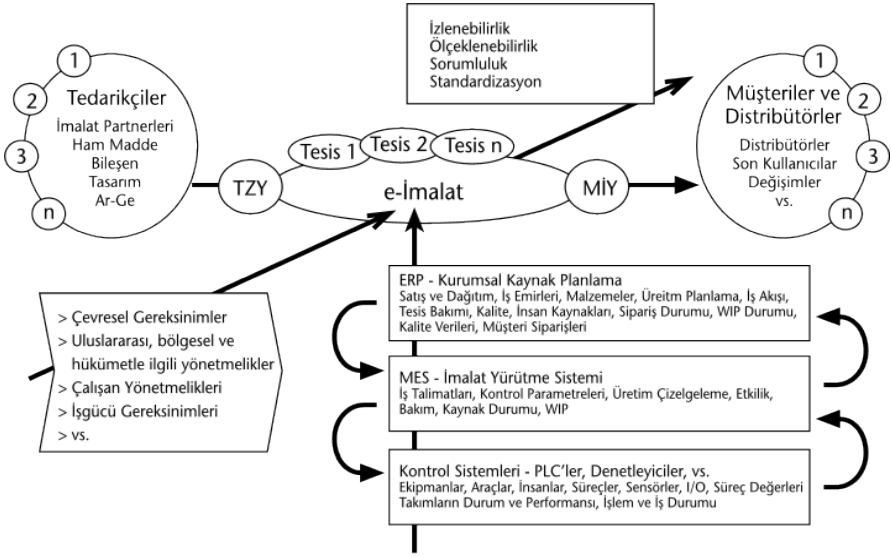 İzlenebilirlik
Ölçeklenebilirlik
Sorumluluk
Standardizasyon
1
2
3
n
Tedarikçiler
İmalat Partnerleri
Ham Madde
Bileşen
Tasarım
Ar-Ge
TZY
Tesis 1
Tesis 2
Tesis n
e-İmalat
MİY
1
2
3
n
Müşteriler ve
Distribütörler
Distribütörler
Son Kullanıcılar
Değişimler
vs.
> Çevresel Gereksinimler
> Uluslararası, bölgesel ve
hükümetle ilgili yönetmelikler
> Çalışan Yönetmelikleri
> İşgücü Gereksinimleri
> vs.
ERP - Kurumsal Kaynak Planlama
Satış ve Dağıtım, İş Emirleri, Malzemeler, Üreitm Planlama, İş Akışı,
Tesis Bakımı, Kalite, İnsan Kaynakları, Sipariş Durumu, WIP Durumu,
Kalite Verileri, Müşteri Siparişleri
MES - İmalat Yürütme Sistemi
İş Talimatları, Kontrol Parametreleri, Üretim Çizelgeleme, Etkilik,
Bakım, Kaynak Durumu, WIP
Kontrol Sistemleri - PLC'ler, Denetleyiciler, vs.
Ekipmanlar, Araçlar, İnsanlar, Süreçler, Sensörler, I/O, Süreç Değerleri
Takımların Durum ve Performansı, İşlem ve İş Durumu